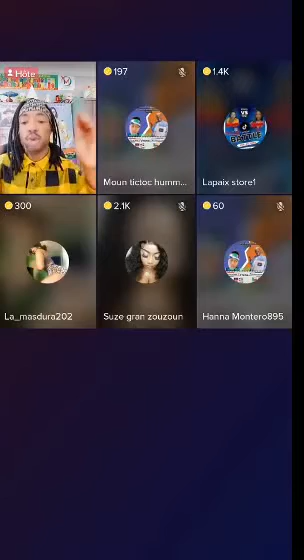 Hôte
197
1.4K
Moun tictoc humm...
Lapaix store1
300
2.1K
60
La_masdura202
Suze gran zouzoun
Hanna Montero895